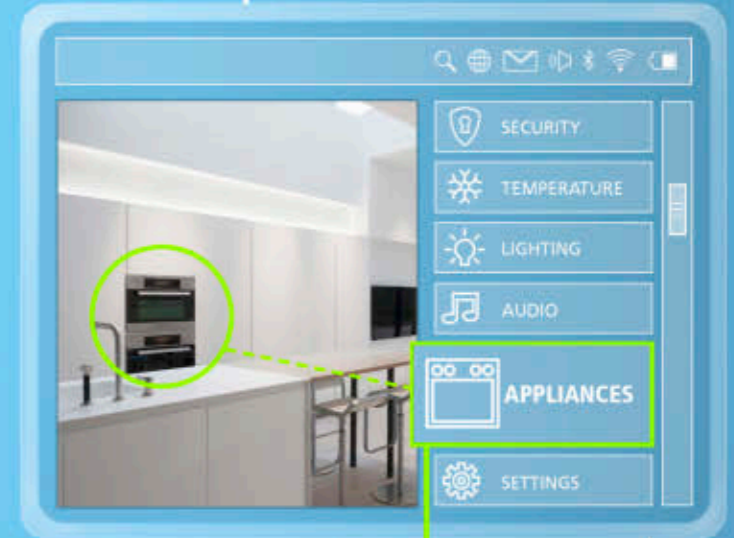 SECURITY
TEMPERATURE
LIGHTING
AUDIO
APPLIANCES
SETTINGS